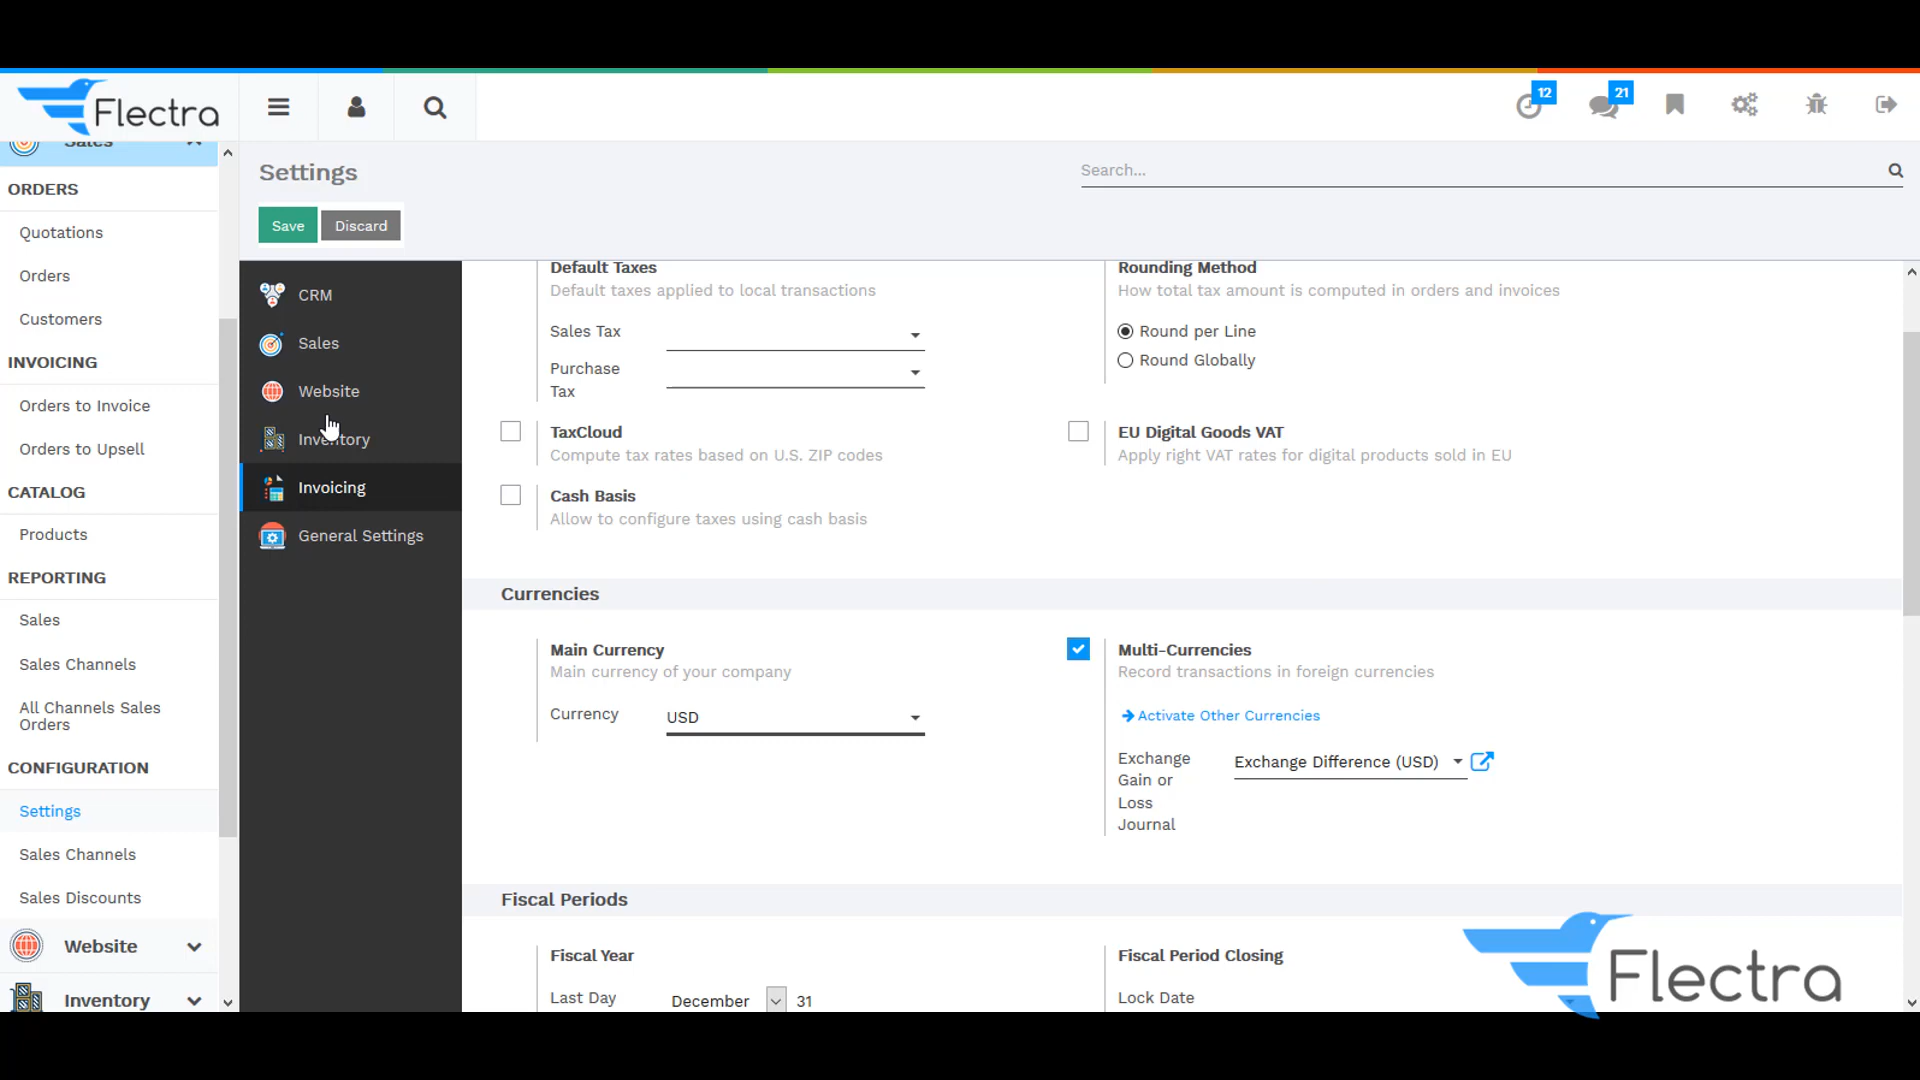 Flectra
12
21
Sales
ORDERS
Quotations
Orders
Customers
INVOICING
Orders to Invoice
Orders to Upsell
CATALOG
Products
REPORTING
Sales
Sales Channels
All Channels Sales
Orders
CONFIGURATION
Settings
Sales Channels
Sales Discounts
Website
Inventory
Settings
Search...
Save
Discard
CRM
Sales
Website
Inventory
Invoicing
General Settings
Default Taxes
Default taxes applied to local transactions
Sales Tax
Purchase
Tax
Rounding Method
How total tax amount is computed in orders and invoices
Round per Line
Round Globally
TaxCloud
Compute tax rates based on U.S. ZIP codes
EU Digital Goods VAT
Apply right VAT rates for digital products sold in EU
Cash Basis
Allow to configure taxes using cash basis
Currencies
Main Currency
Main currency of your company
Currency
USD
Multi-Currencies
Record transactions in foreign currencies
Activate Other Currencies
Exchange
Gain or
Loss
Journal
Exchange Difference (USD)
Fiscal Periods
Fiscal Year
Last Day
December
31
Fiscal Period Closing
Lock Date
Flectra